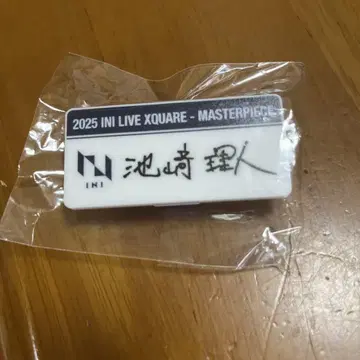 2025 INI LIVE XQUARE - MASTERPIECE
INI
池﨑理人